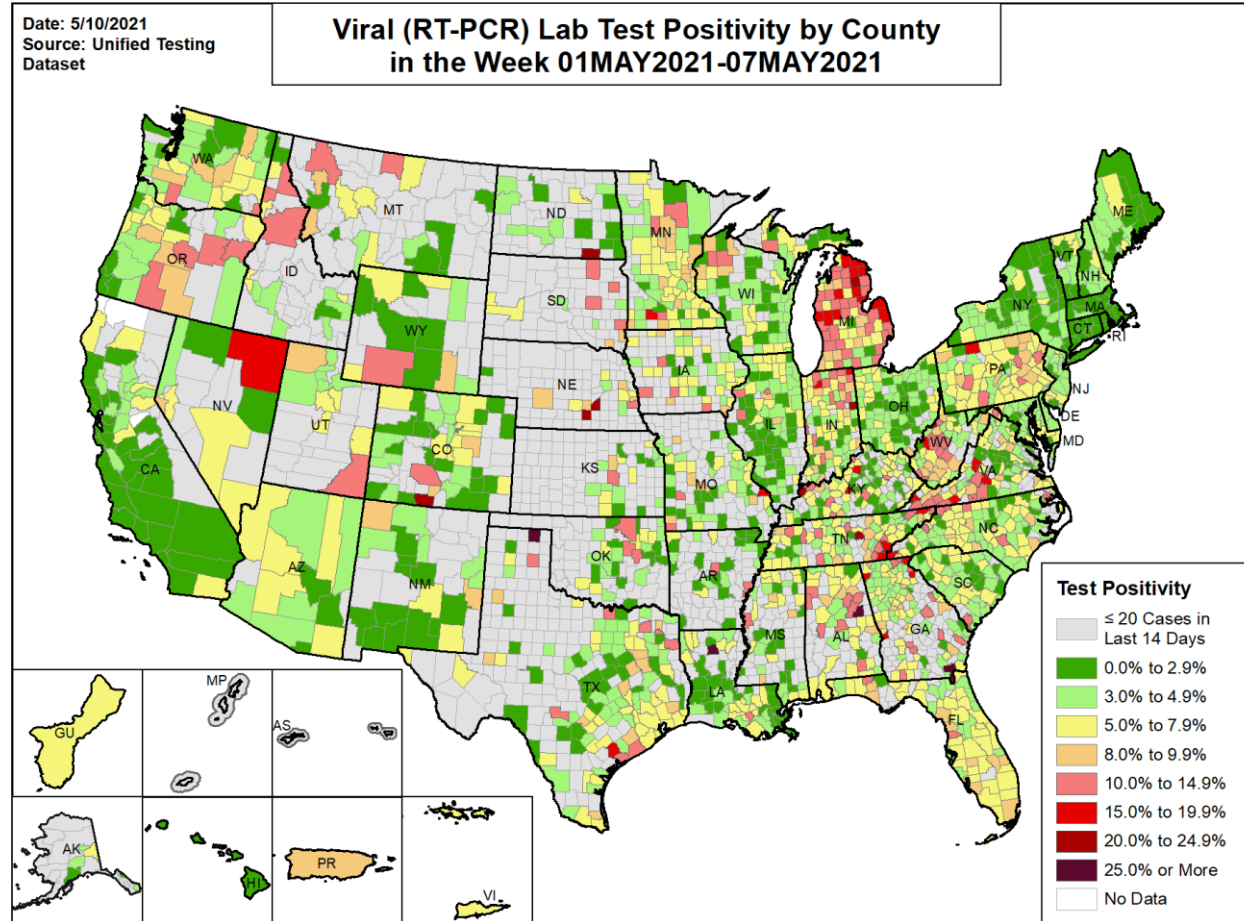 Date: 5/10/2021
Source: Unified Testing
Dataset
Viral (RT-PCR) Lab Test Positivity by County
in the Week 01MAY2021-07MAY2021
WA
MT
ND
MN
ME
OR
ID
SD
WI
VT
NH
NY
MA
CT
RI
WY
MI
NE
IA
PA
NJ
NV
UT
CO
IL
IN
OH
DE
MD
WV
VA
CA
KS
MO
KY
AZ
NM
OK
AR
TN
NC
SC
MS
AL
GA
TX
LA
FL
GU
MP
AS
AK
HI
PR
VI
Test Positivity
≤ 20 Cases in
Last 14 Days
0.0% to 2.9%
3.0% to 4.9%
5.0% to 7.9%
8.0% to 9.9%
10.0% to 14.9%
15.0% to 19.9%
20.0% to 24.9%
25.0% or More
No Data